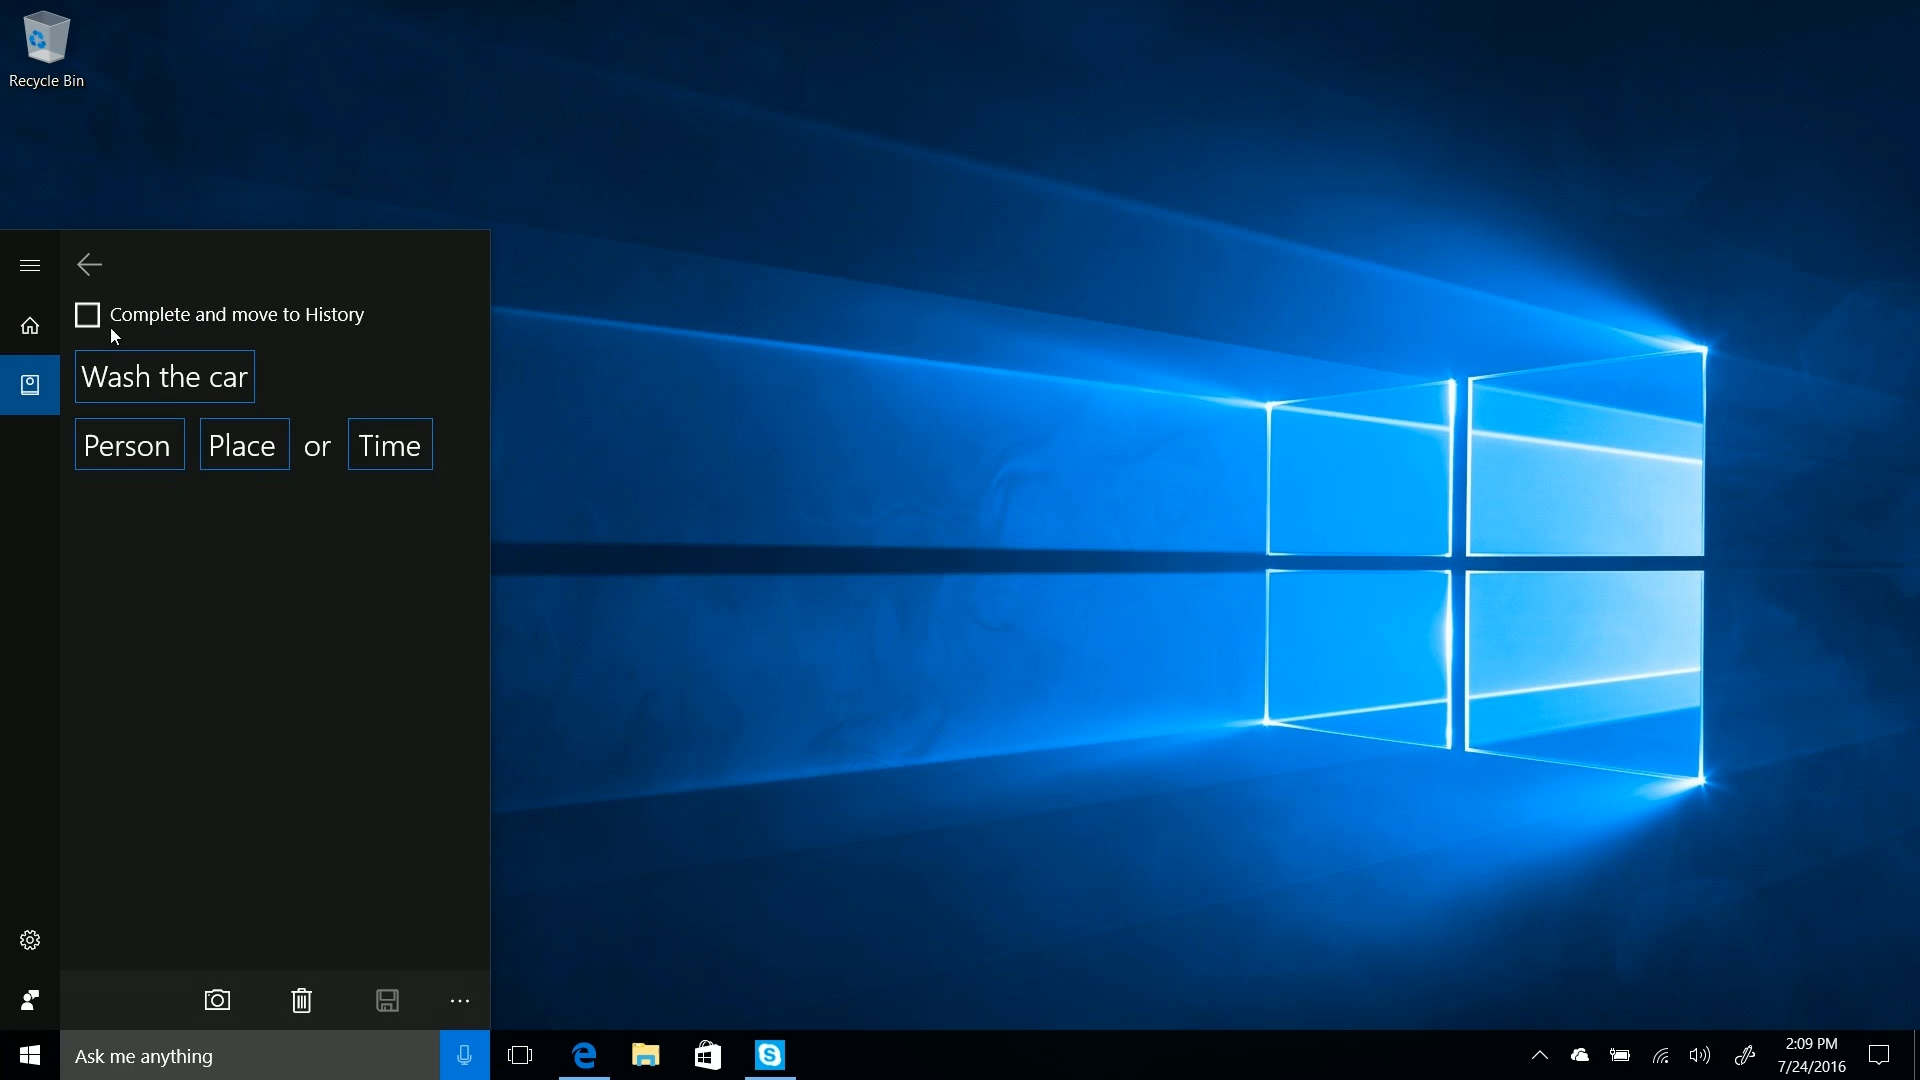 Recycle Bin
Complete and move to History
Wash the car
Person Place or Time
Ask me anything
2:09 PM
7/24/2016